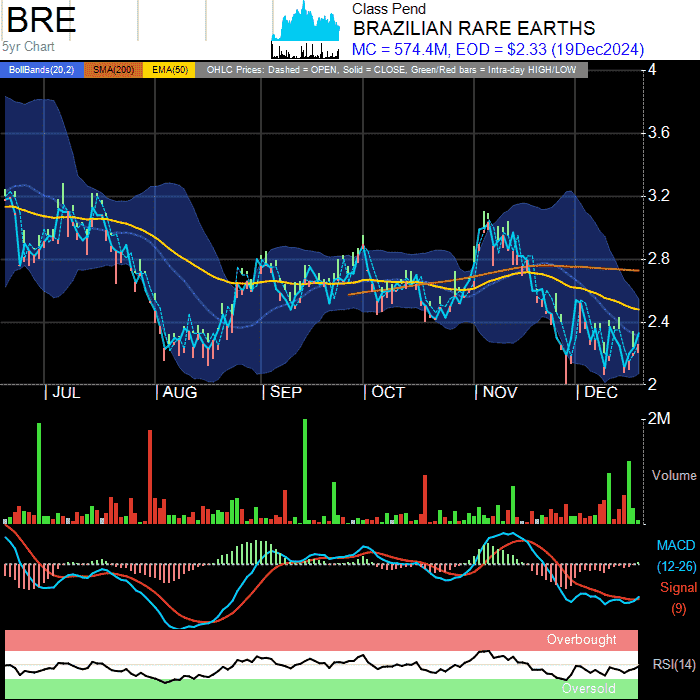 BRE
5yr Chart
Class Pend
BRAZILIAN RARE EARTHS
MC = 574.4M, EOD = $2.33 (19Dec2024)
BollBands(20,2) SMA(200) EMA(50) OHLC Prices: Dashed = OPEN, Solid = CLOSE, Green/Red bars = Intra-day HIGH/LOW
4
3.6
3.2
2.8
2.4
2
| JUL | AUG | SEP | OCT | NOV | DEC
2M
Volume
MACD
(12-26)
Signal
(9)
Overbought
RSI(14)
Oversold